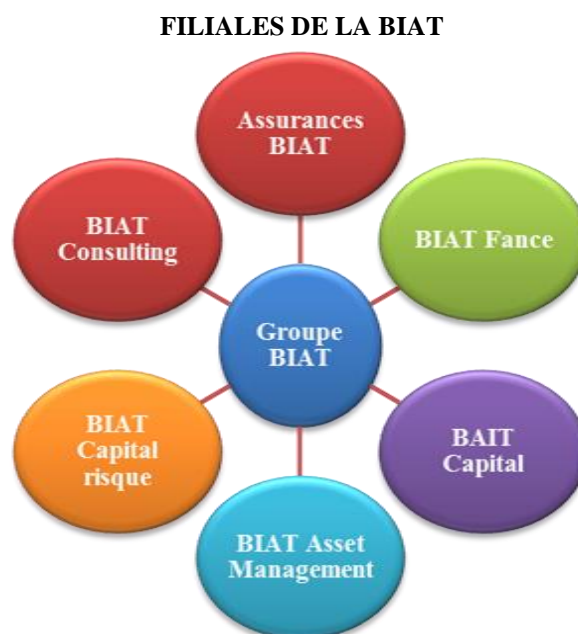 FILIALES DE LA BIAT
Assurances
BIAT
BIAT Fance
BAIT
Capital
BIAT Asset
Management
BIAT
Capital
risque
BIAT
Consulting
Groupe
BIAT